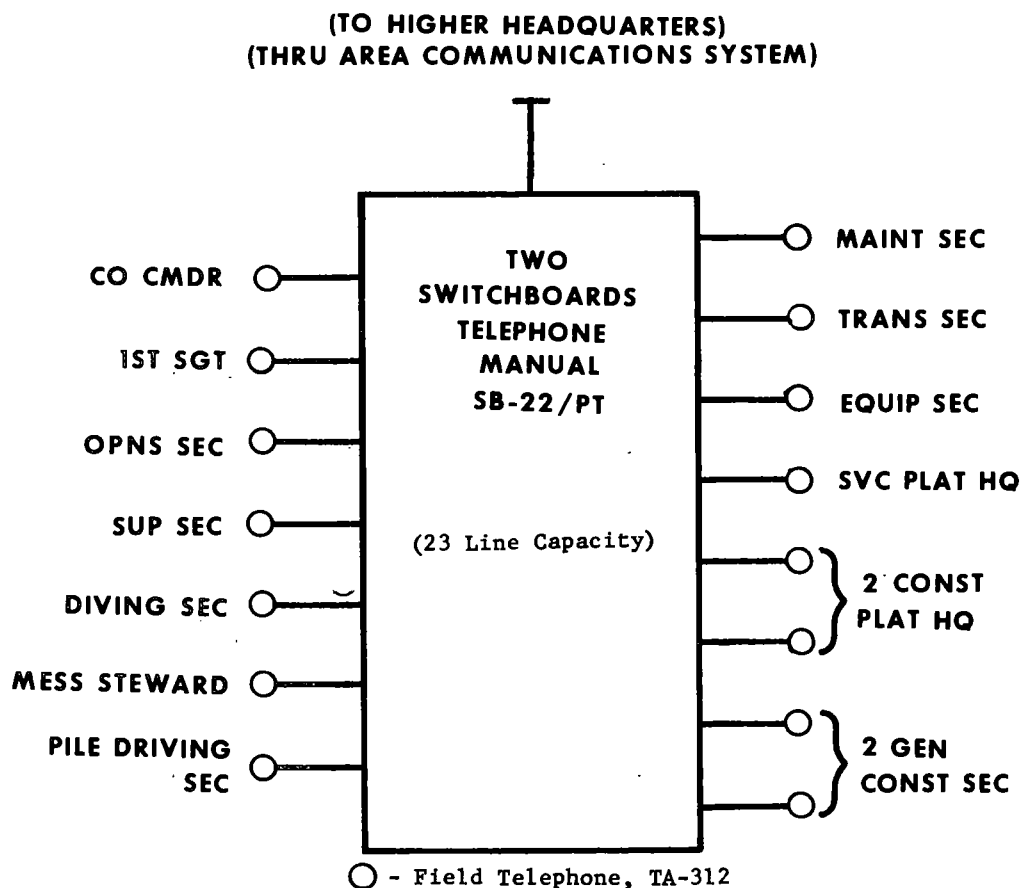 (TO HIGHER HEADQUARTERS)
(THRU AREA COMMUNICATIONS SYSTEM)
TWO
SWITCHBOARDS
TELEPHONE
MANUAL
SB-22/PT
(23 Line Capacity)
CO CMDR
1ST SGT
OPNS SEC
SUP SEC
DIVING SEC
MESS STEWARD
PILE DRIVING
SEC
MAINT SEC
TRANS SEC
EQUIP SEC
SVC PLAT HQ
2 CONST
PLAT HQ
2 GEN
CONST SEC
- Field Telephone, TA-312